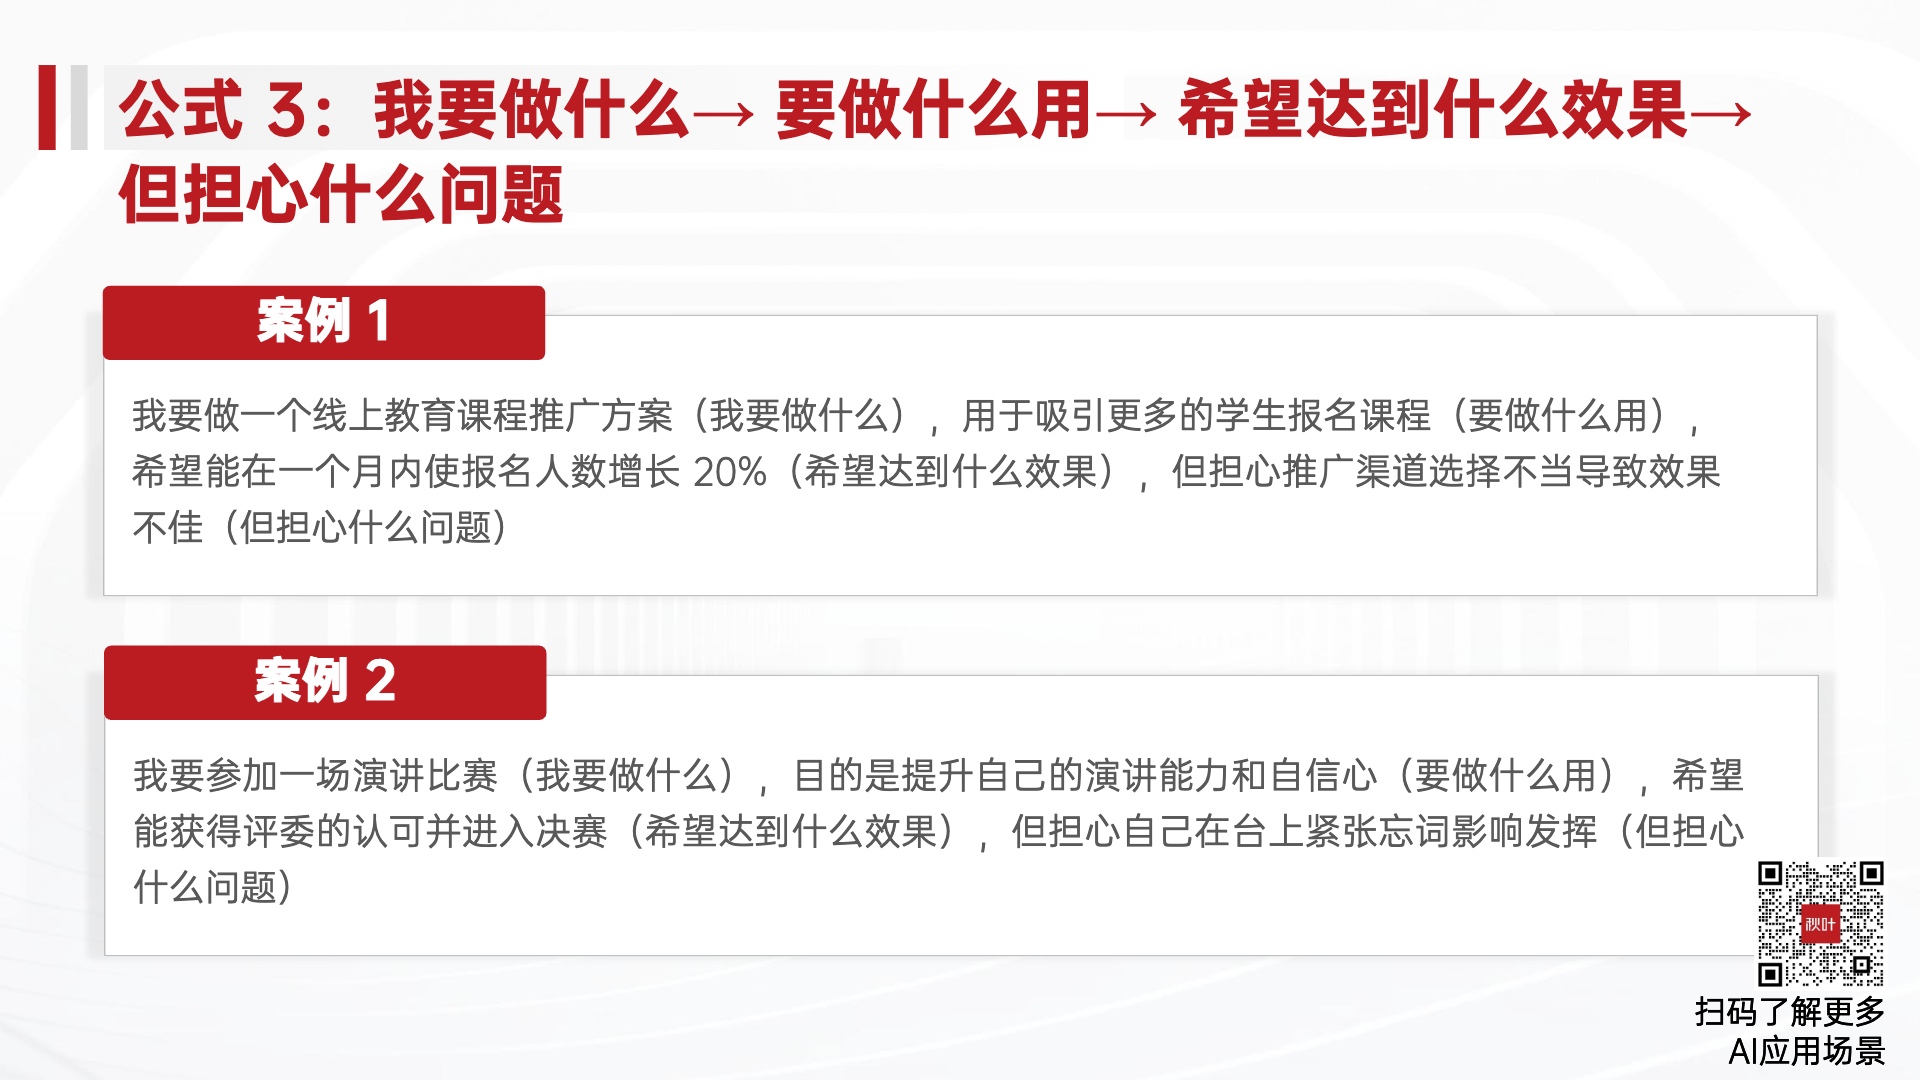 公式 3：我要做什么→ 要做什么用→ 希望达到什么效果→
但担心什么问题
案例 1
我要做一个线上教育课程推广方案（我要做什么），用于吸引更多的学生报名课程（要做什么用），
希望能在一个月内使报名人数增长 20%（希望达到什么效果），但担心推广渠道选择不当导致效果
不佳（但担心什么问题）
案例 2
我要参加一场演讲比赛（我要做什么），目的是提升自己的演讲能力和自信心（要做什么用），希望
能获得评委的认可并进入决赛（希望达到什么效果），但担心自己在台上紧张忘词影响发挥（但担心
什么问题）
秋叶
扫码了解更多
AI应用场景